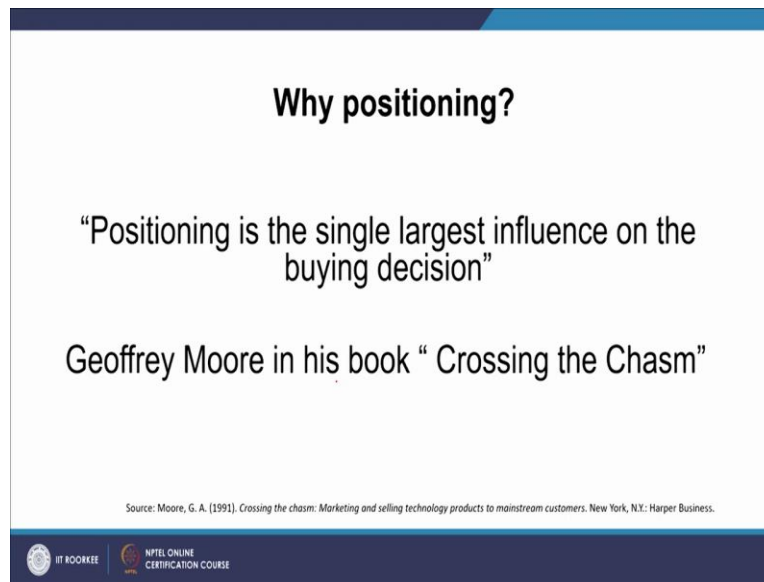 Why positioning?
“Positioning is the single largest influence on the
buying decision”
Geoffrey Moore in his book “ Crossing the Chasm”
Source: Moore, G. A. (1991). Crossing the chasm: Marketing and selling technology products to mainstream customers. New York, N.Y.: Harper Business.
IIT ROORKEE
NPTEL ONLINE
CERTIFICATION COURSE